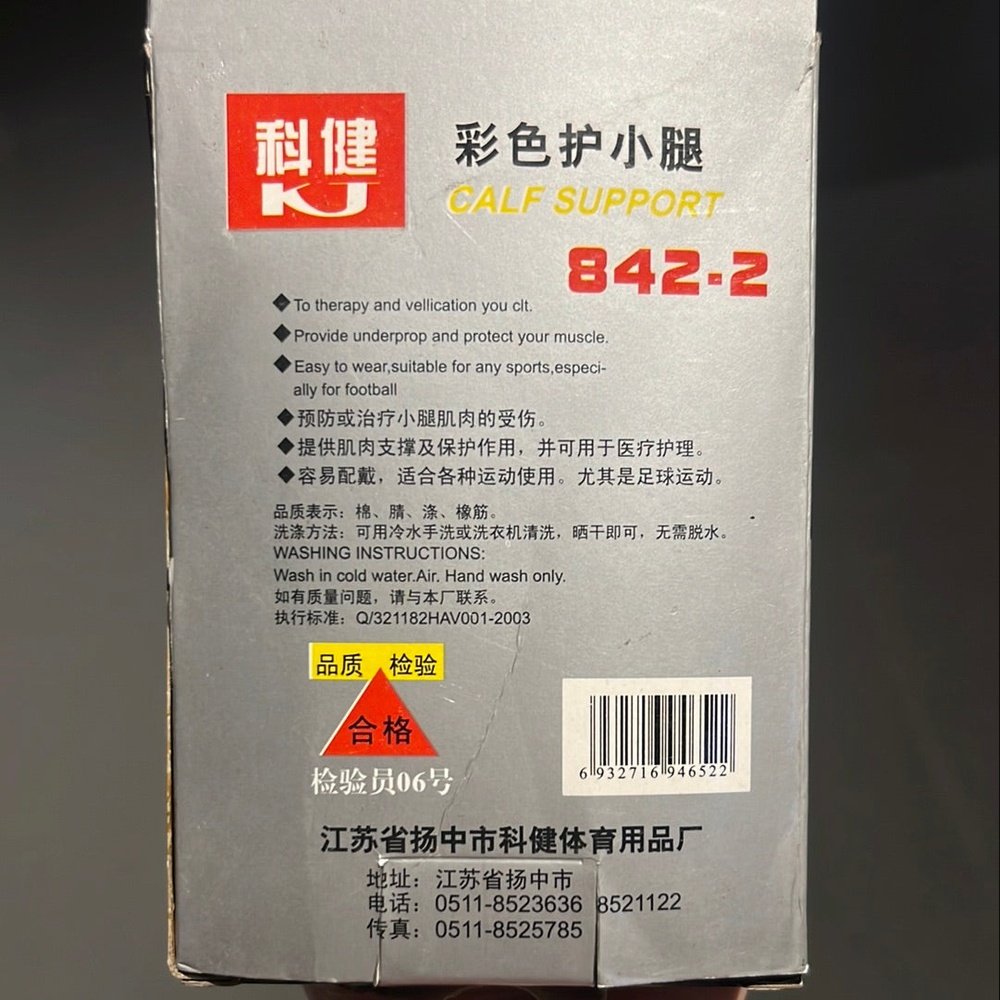 科健
KJ
彩色护小腿
CALF SUPPORT
842-2
◆To therapy and vellication you clt.
◆Provide underprop and protect your muscle.
◆Easy to wear,suitable for any sports,especi-
ally for football
◆预防或治疗小腿肌肉的受伤。
◆提供肌肉支撑及保护作用，并可用于医疗护理。
◆容易配戴，适合各种运动使用。尤其是足球运动。
品质表示：棉、腈、涤、橡筋。
洗涤方法：可用冷水手洗或洗衣机清洗，晒干即可，无需脱水。
WASHING INSTRUCTIONS:
Wash in cold water.Air. Hand wash only.
如有质量问题，请与本厂联系。
执行标准：Q/321182HAV001-2003
品质 检验
合格
检验员06号
6 932716 946522
江苏省扬中市科健体育用品厂
地址：江苏省扬中市
电话：0511-8523636 8521122
传真：0511-8525785